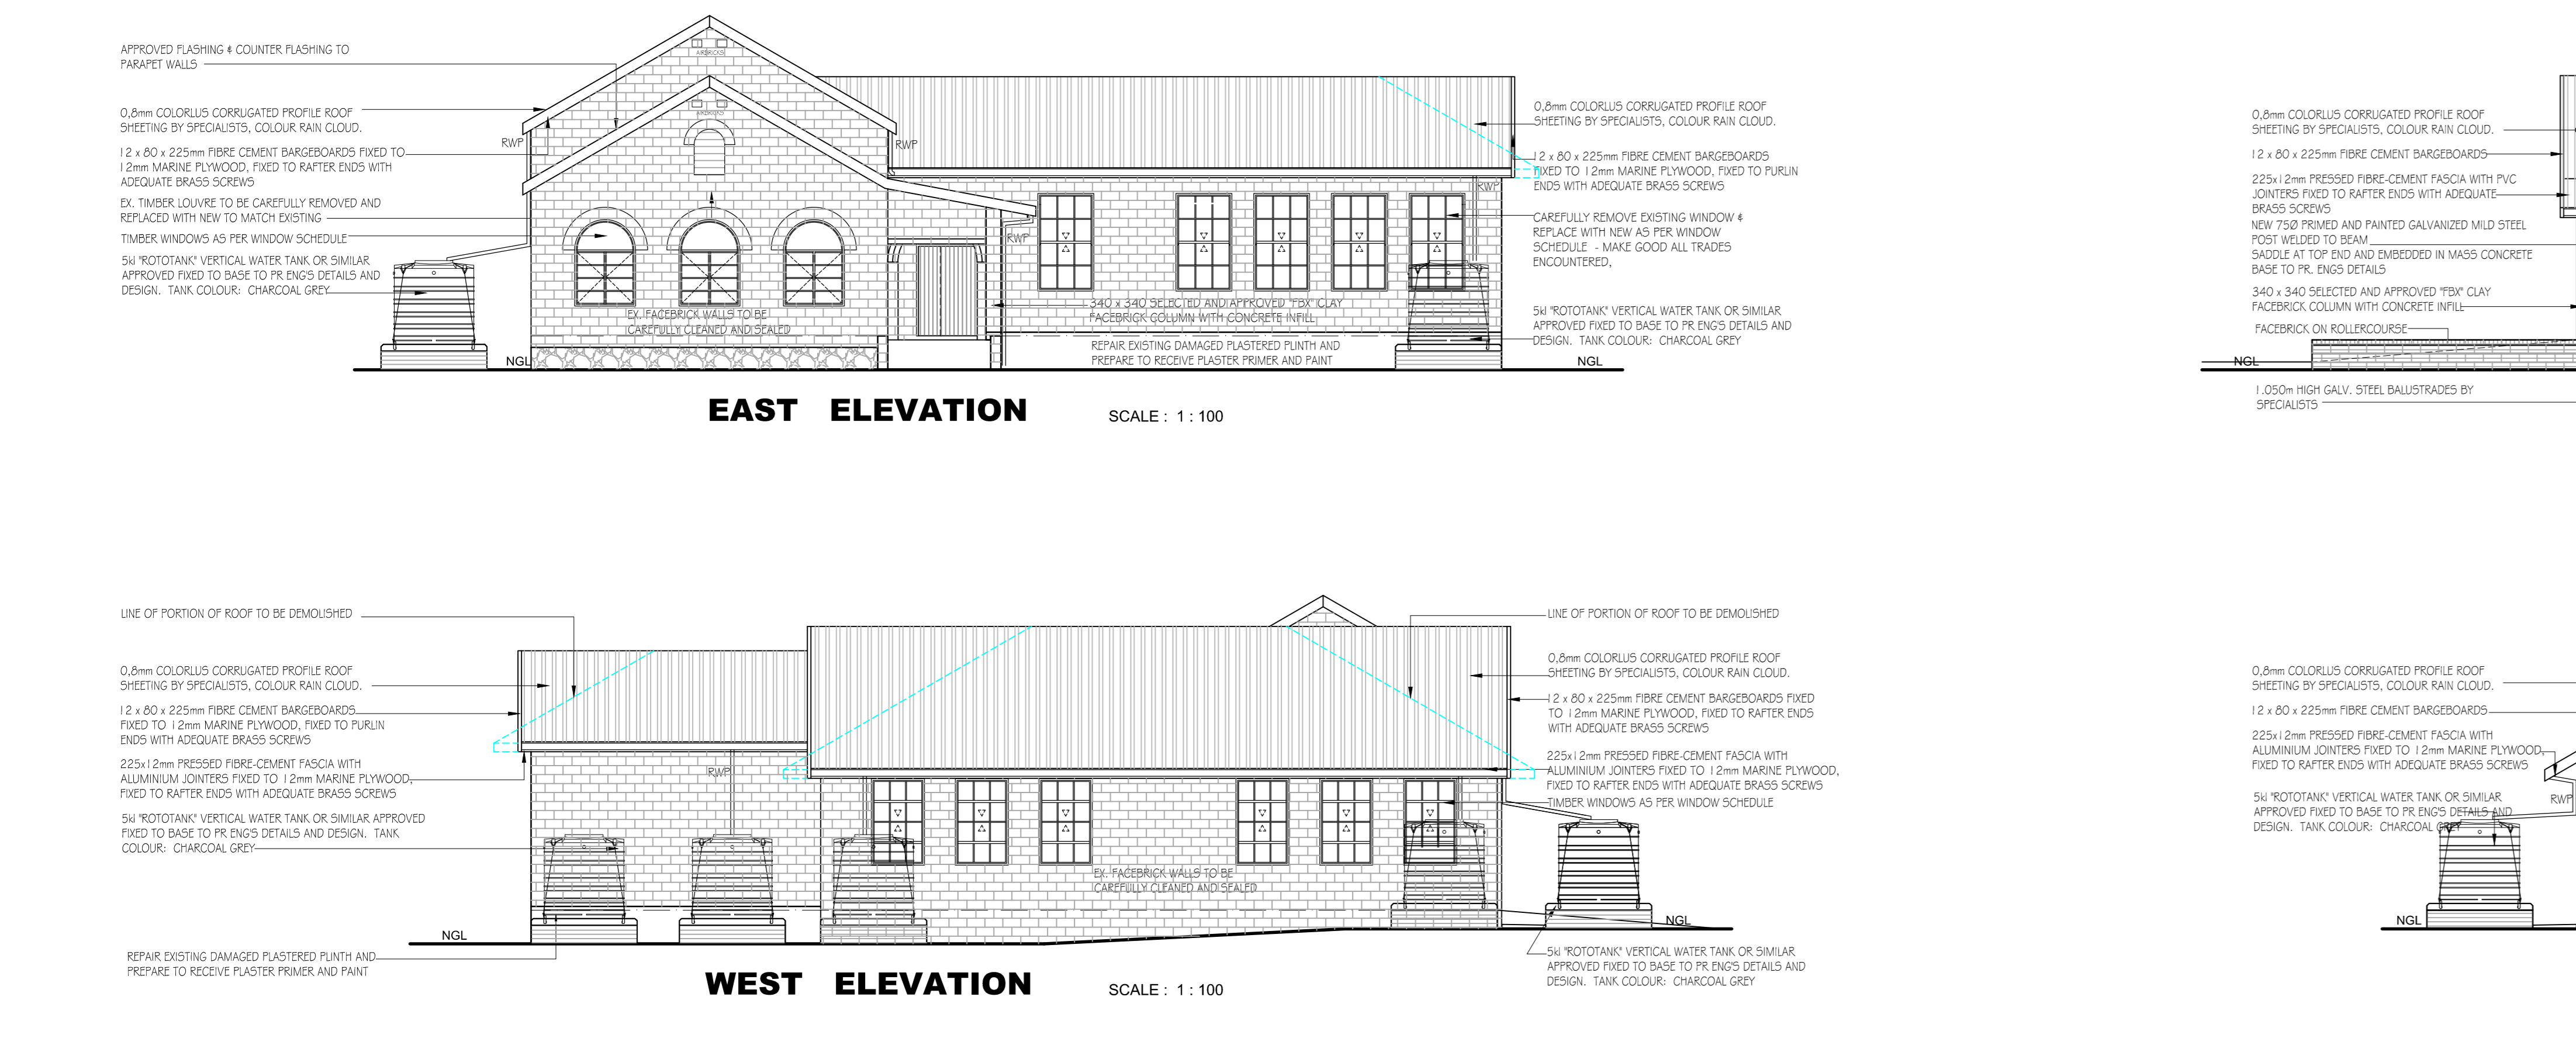 APPROVED FLASHING & COUNTER FLASHING TO
PARAPET WALLS
0,8mm COLORLUS CORRUGATED PROFILE ROOF
SHEETING BY SPECIALISTS, COLOUR RAIN CLOUD.
12 x 80 x 225mm FIBRE CEMENT BARGEBOARDS FIXED TO
12mm MARINE PLYWOOD, FIXED TO RAFTER ENDS WITH
ADEQUATE BRASS SCREWS
EX. TIMBER LOUVRE TO BE CAREFULLY REMOVED AND
REPLACED WITH NEW TO MATCH EXISTING
TIMBER WINDOWS AS PER WINDOW SCHEDULE
5kl "ROTOTANK" VERTICAL WATER TANK OR SIMILAR
APPROVED FIXED TO BASE TO PR ENG'S DETAILS AND
DESIGN. TANK COLOUR: CHARCOAL GREY
AIRBRICKS
AIRBRICKS
RWP
RWP
RWP
RWP
EX. FACEBRICK WALLS TO BE
CAREFULLY CLEANED AND SEALED
340 x 340 SELECTED AND APPROVED "FBX" CLAY
FACEBRICK COLUMN WITH CONCRETE INFILL
REPAIR EXISTING DAMAGED PLASTERED PLINTH AND
PREPARE TO RECEIVE PLASTER PRIMER AND PAINT
NGL
NGL
0,8mm COLORLUS CORRUGATED PROFILE ROOF
SHEETING BY SPECIALISTS, COLOUR RAIN CLOUD.
12 x 80 x 225mm FIBRE CEMENT BARGEBOARDS
FIXED TO 12mm MARINE PLYWOOD, FIXED TO PURLIN
ENDS WITH ADEQUATE BRASS SCREWS
CAREFULLY REMOVE EXISTING WINDOW &
REPLACE WITH NEW AS PER WINDOW
SCHEDULE - MAKE GOOD ALL TRADES
ENCOUNTERED,
5kl "ROTOTANK" VERTICAL WATER TANK OR SIMILAR
APPROVED FIXED TO BASE TO PR ENG'S DETAILS AND
DESIGN. TANK COLOUR: CHARCOAL GREY
EAST ELEVATION
SCALE : 1 : 100
0,8mm COLORLUS CORRUGATED PROFILE ROOF
SHEETING BY SPECIALISTS, COLOUR RAIN CLOUD.
12 x 80 x 225mm FIBRE CEMENT BARGEBOARDS
225x12mm PRESSED FIBRE-CEMENT FASCIA WITH PVC
JOINTERS FIXED TO RAFTER ENDS WITH ADEQUATE
BRASS SCREWS
NEW 75Ø PRIMED AND PAINTED GALVANIZED MILD STEEL
POST WELDED TO BEAM
SADDLE AT TOP END AND EMBEDDED IN MASS CONCRETE
BASE TO PR. ENGS DETAILS
340 x 340 SELECTED AND APPROVED "FBX" CLAY
FACEBRICK COLUMN WITH CONCRETE INFILL
FACEBRICK ON ROLLERCOURSE
NGL
1.050m HIGH GALV. STEEL BALUSTRADES BY
SPECIALISTS
LINE OF PORTION OF ROOF TO BE DEMOLISHED
0,8mm COLORLUS CORRUGATED PROFILE ROOF
SHEETING BY SPECIALISTS, COLOUR RAIN CLOUD.
12 x 80 x 225mm FIBRE CEMENT BARGEBOARDS
FIXED TO 12mm MARINE PLYWOOD, FIXED TO PURLIN
ENDS WITH ADEQUATE BRASS SCREWS
225x12mm PRESSED FIBRE-CEMENT FASCIA WITH
ALUMINIUM JOINTERS FIXED TO 12mm MARINE PLYWOOD,
FIXED TO RAFTER ENDS WITH ADEQUATE BRASS SCREWS
5kl "ROTOTANK" VERTICAL WATER TANK OR SIMILAR APPROVED
FIXED TO BASE TO PR ENG'S DETAILS AND DESIGN. TANK
COLOUR: CHARCOAL GREY
NGL
REPAIR EXISTING DAMAGED PLASTERED PLINTH AND
PREPARE TO RECEIVE PLASTER PRIMER AND PAINT
RWP
EX. FACEBRICK WALLS TO BE
CAREFULLY CLEANED AND SEALED
LINE OF PORTION OF ROOF TO BE DEMOLISHED
0,8mm COLORLUS CORRUGATED PROFILE ROOF
SHEETING BY SPECIALISTS, COLOUR RAIN CLOUD.
12 x 80 x 225mm FIBRE CEMENT BARGEBOARDS FIXED
TO 12mm MARINE PLYWOOD, FIXED TO RAFTER ENDS
WITH ADEQUATE BRASS SCREWS
225x12mm PRESSED FIBRE-CEMENT FASCIA WITH
ALUMINIUM JOINTERS FIXED TO 12mm MARINE PLYWOOD,
FIXED TO RAFTER ENDS WITH ADEQUATE BRASS SCREWS
TIMBER WINDOWS AS PER WINDOW SCHEDULE
NGL
5kl "ROTOTANK" VERTICAL WATER TANK OR SIMILAR
APPROVED FIXED TO BASE TO PR ENG'S DETAILS AND
DESIGN. TANK COLOUR: CHARCOAL GREY
WEST ELEVATION
SCALE : 1 : 100
0,8mm COLORLUS CORRUGATED PROFILE ROOF
SHEETING BY SPECIALISTS, COLOUR RAIN CLOUD.
12 x 80 x 225mm FIBRE CEMENT BARGEBOARDS
225x12mm PRESSED FIBRE-CEMENT FASCIA WITH
ALUMINIUM JOINTERS FIXED TO 12mm MARINE PLYWOOD,
FIXED TO RAFTER ENDS WITH ADEQUATE BRASS SCREWS
5kl "ROTOTANK" VERTICAL WATER TANK OR SIMILAR
APPROVED FIXED TO BASE TO PR ENG'S DETAILS AND
DESIGN. TANK COLOUR: CHARCOAL GREY
RWP
NGL